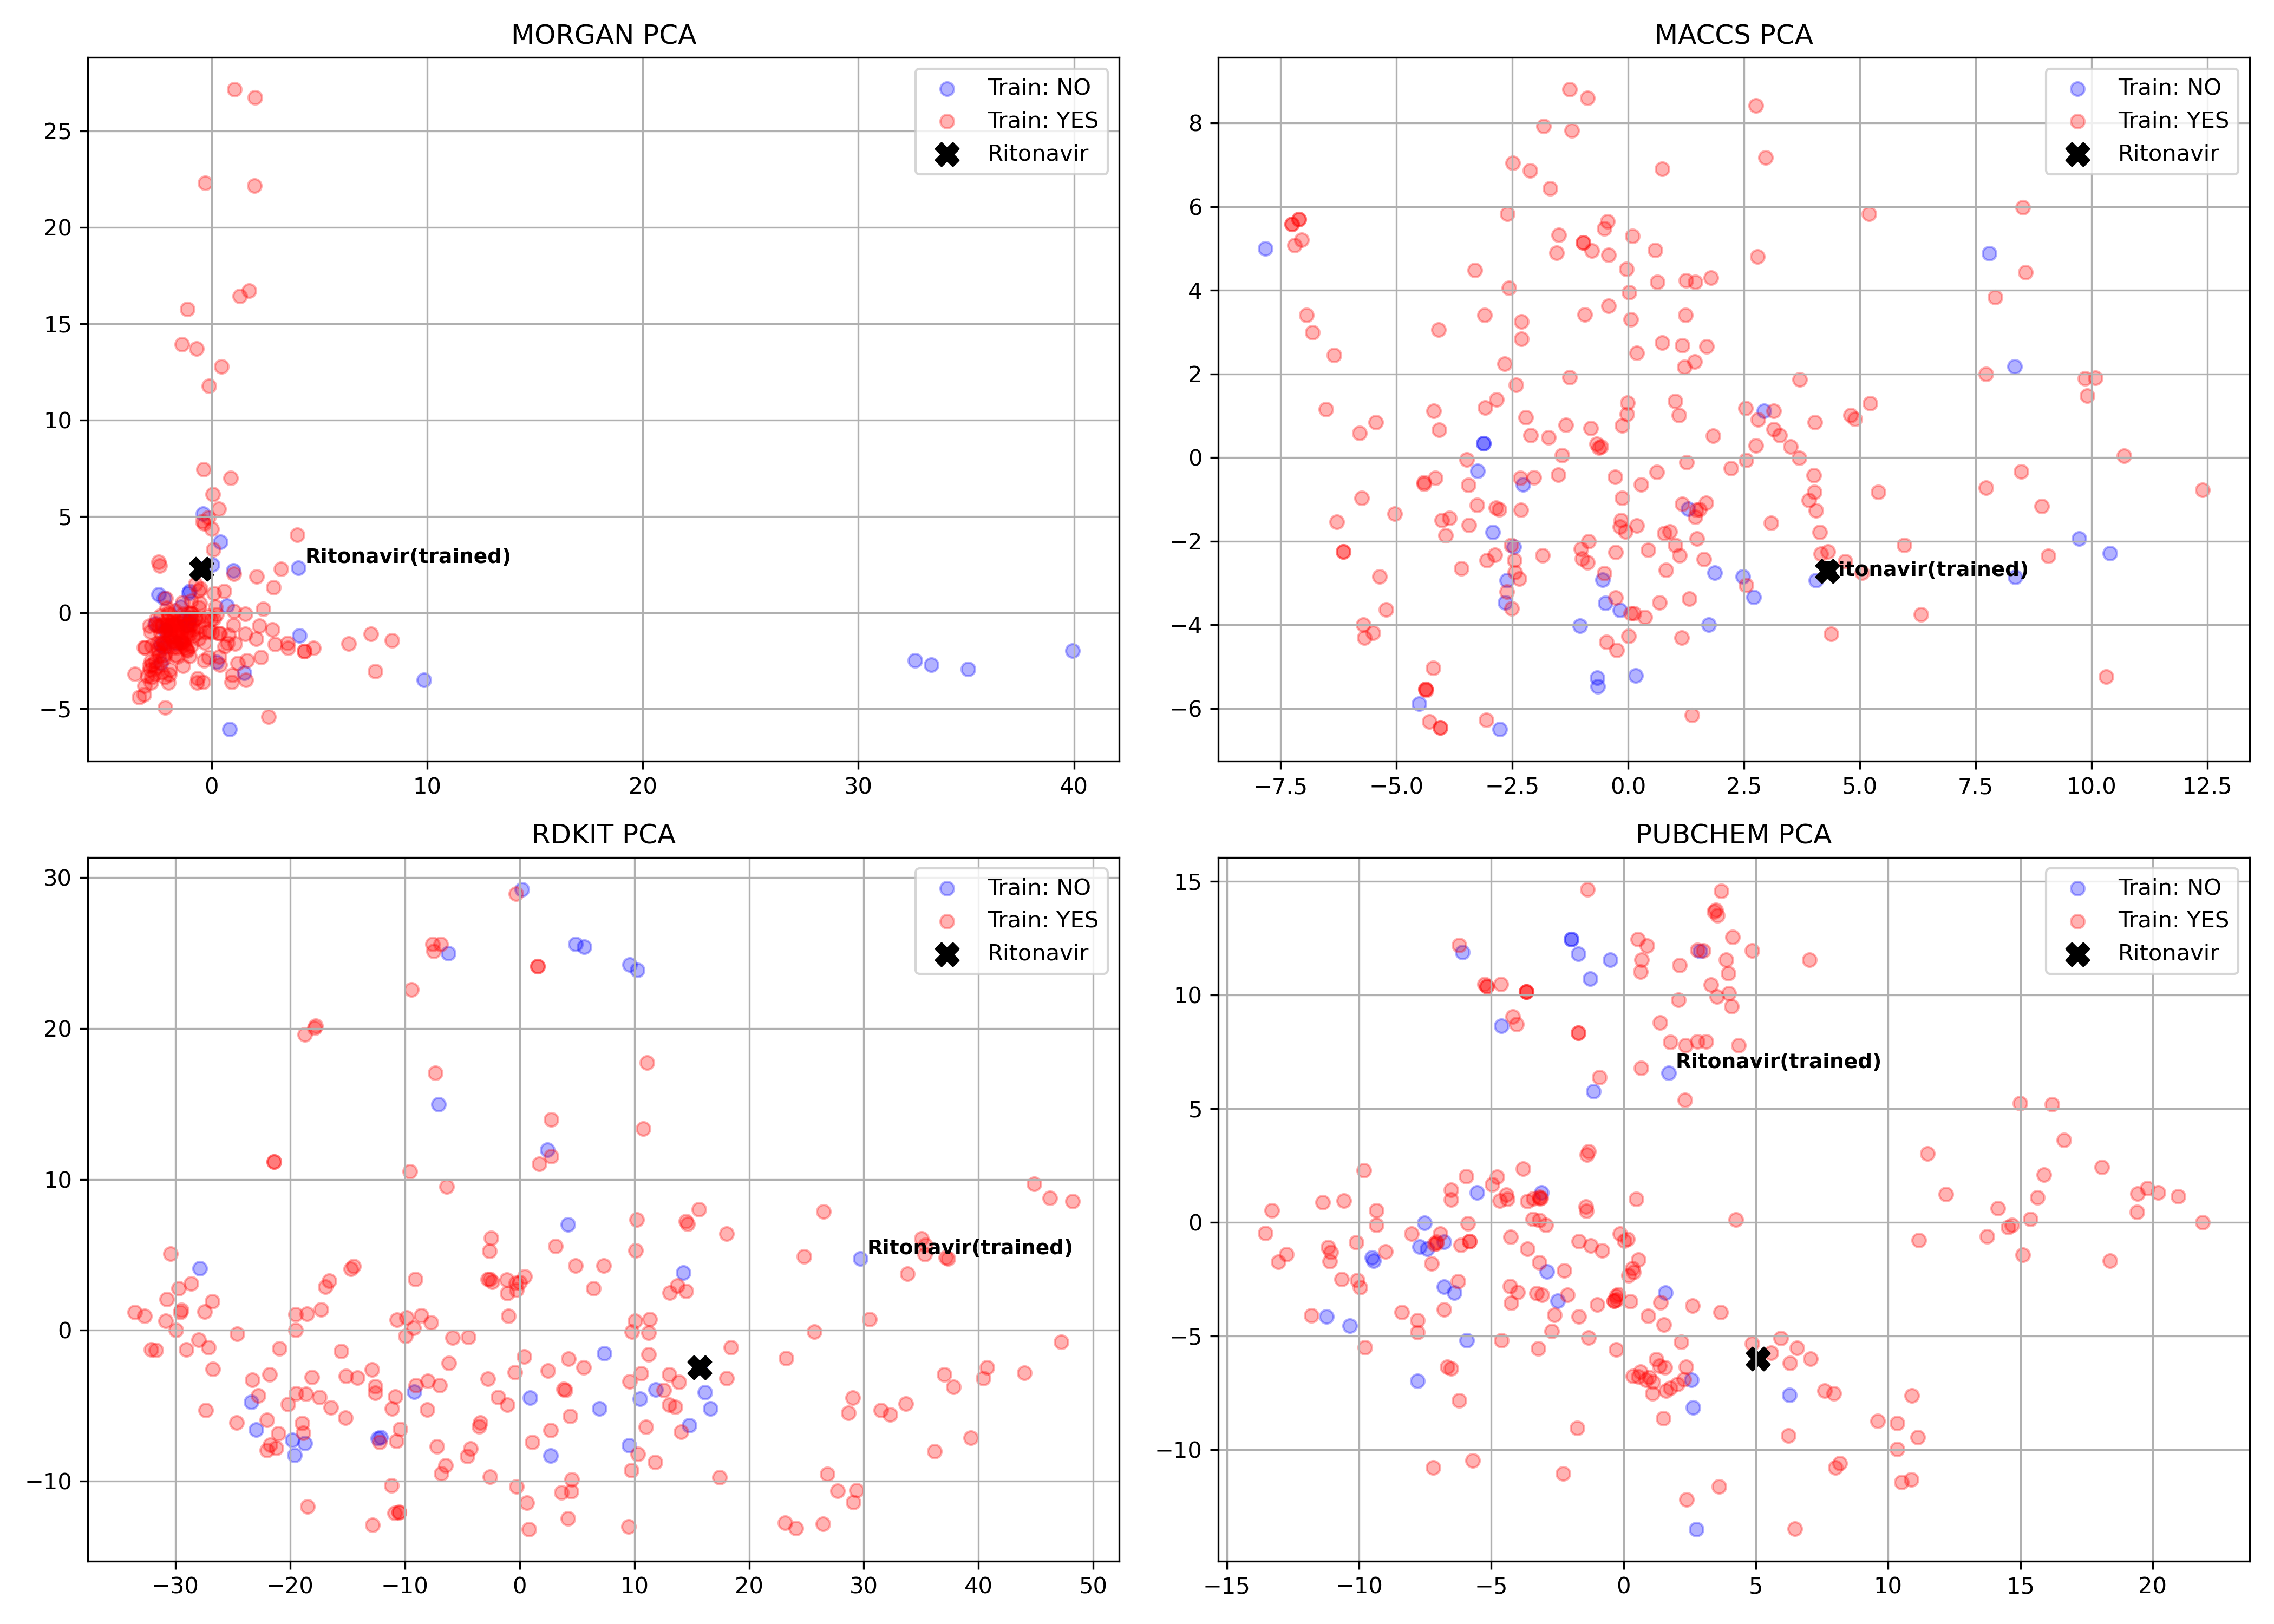 MORGAN PCA
Train: NO
Train: YES
Ritonavir
Ritonavir(trained)
25
20
15
10
5
0
−5
0
10
20
30
40
MACCS PCA
Train: NO
Train: YES
Ritonavir
Ritonavir(trained)
8
6
4
2
0
−2
−4
−6
−7.5
−5.0
−2.5
0.0
2.5
5.0
7.5
10.0
12.5
RDKIT PCA
Train: NO
Train: YES
Ritonavir
Ritonavir(trained)
30
20
10
0
−10
−30
−20
−10
0
10
20
30
40
50
PUBCHEM PCA
Train: NO
Train: YES
Ritonavir
Ritonavir(trained)
15
10
5
0
−5
−10
−15
−10
−5
0
5
10
15
20